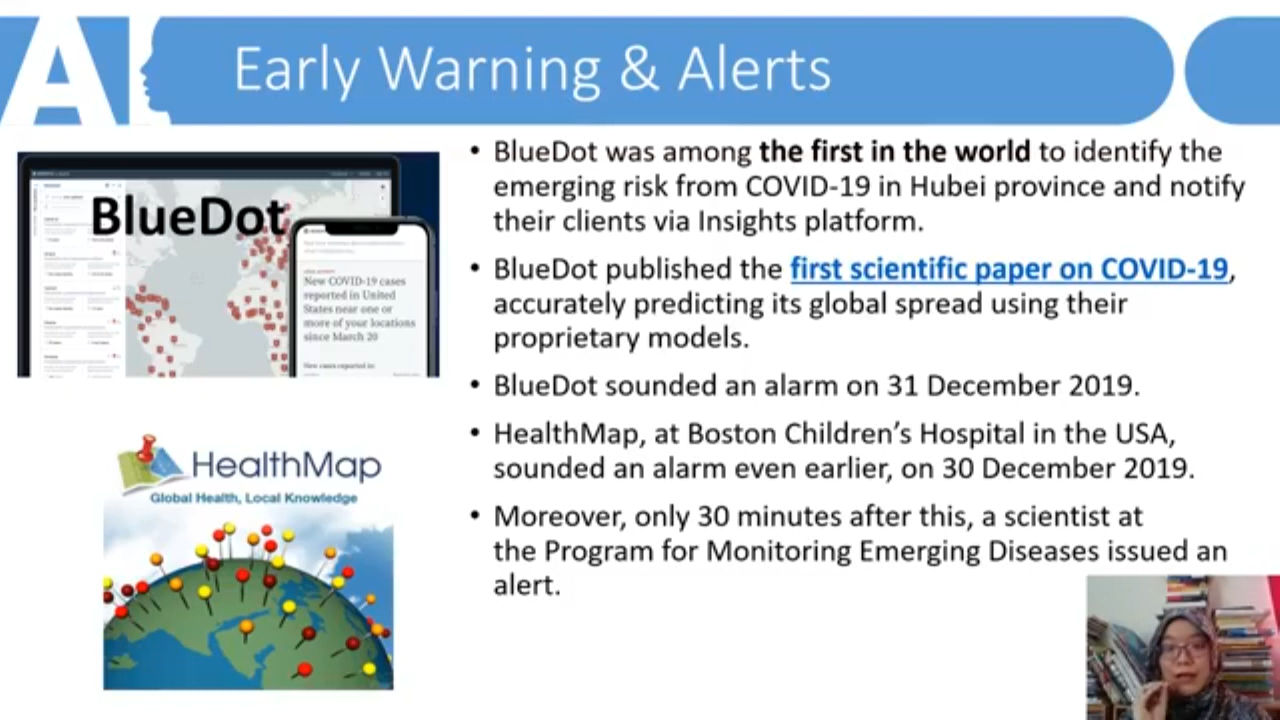 AI
Early Warning & Alerts
BlueDot
New COVID-19 cases
reported in United
States near one or
more of your locations
since March 20
New cases reported in:
HealthMap
Global Health, Local Knowledge
• BlueDot was among the first in the world to identify the
emerging risk from COVID-19 in Hubei province and notify
their clients via Insights platform.
• BlueDot published the first scientific paper on COVID-19,
accurately predicting its global spread using their
proprietary models.
• BlueDot sounded an alarm on 31 December 2019.
• HealthMap, at Boston Children’s Hospital in the USA,
sounded an alarm even earlier, on 30 December 2019.
• Moreover, only 30 minutes after this, a scientist at
the Program for Monitoring Emerging Diseases issued an
alert.